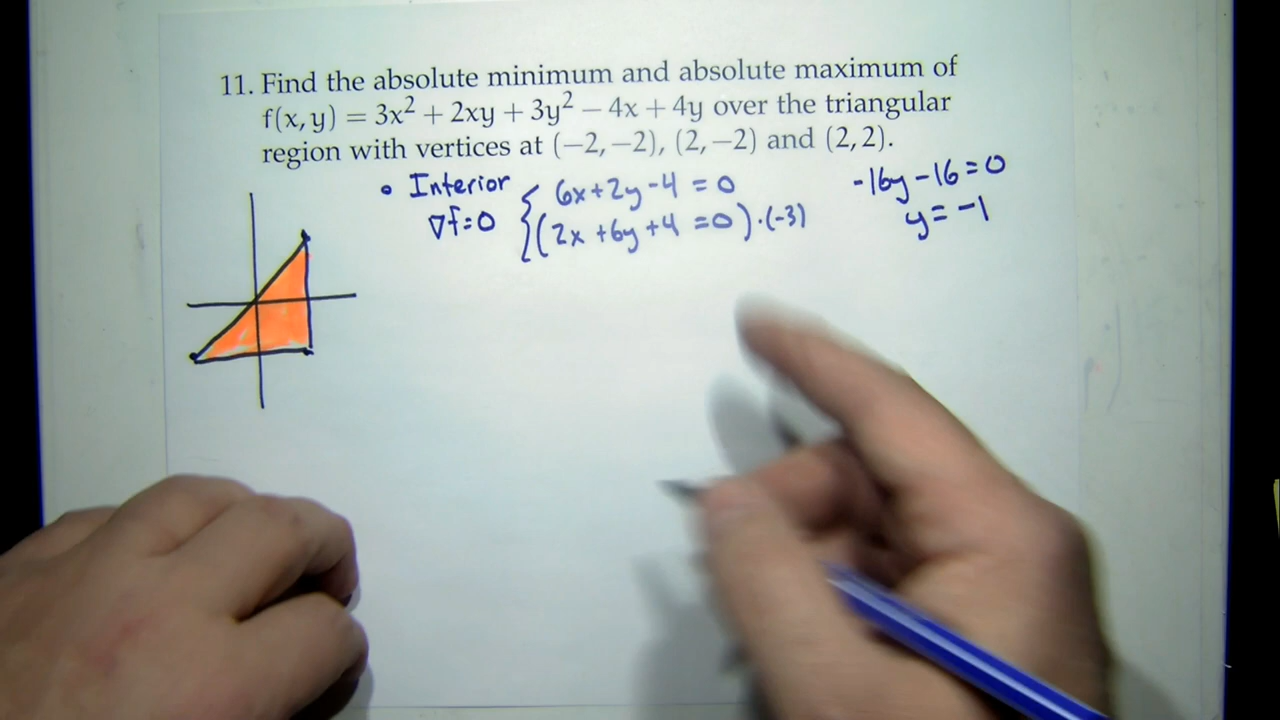 11. Find the absolute minimum and absolute maximum of
f(x, y) = 3x² + 2xy + 3y² − 4x + 4y over the triangular
region with vertices at (−2, −2), (2, −2) and (2, 2).
• Interior
∇f=0
{ 6x+2y-4 = 0
(2x +6y +4 =0)·(-3)
-16y-16=0
y=-1